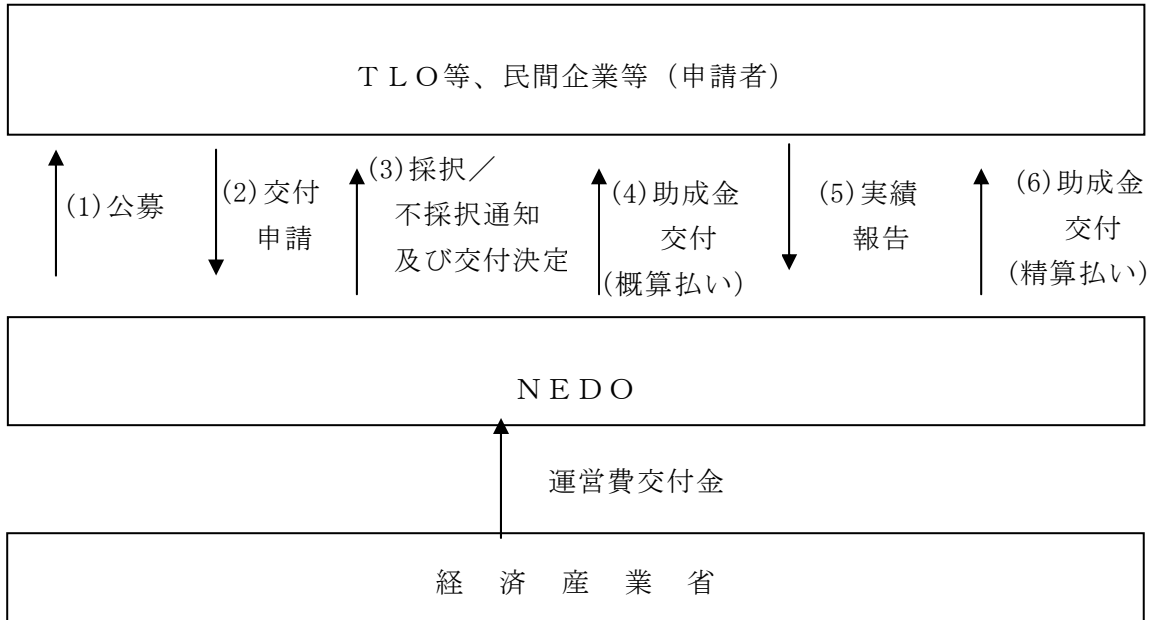 ＴＬＯ等、民間企業等（申請者）
(1)公募
(2)交付
申請
(3)採択／
不採択通知
及び交付決定
(4)助成金
交付
(概算払い)
(5)実績
報告
(6)助成金
交付
(精算払い)
ＮＥＤＯ
運営費交付金
経　済　産　業　省